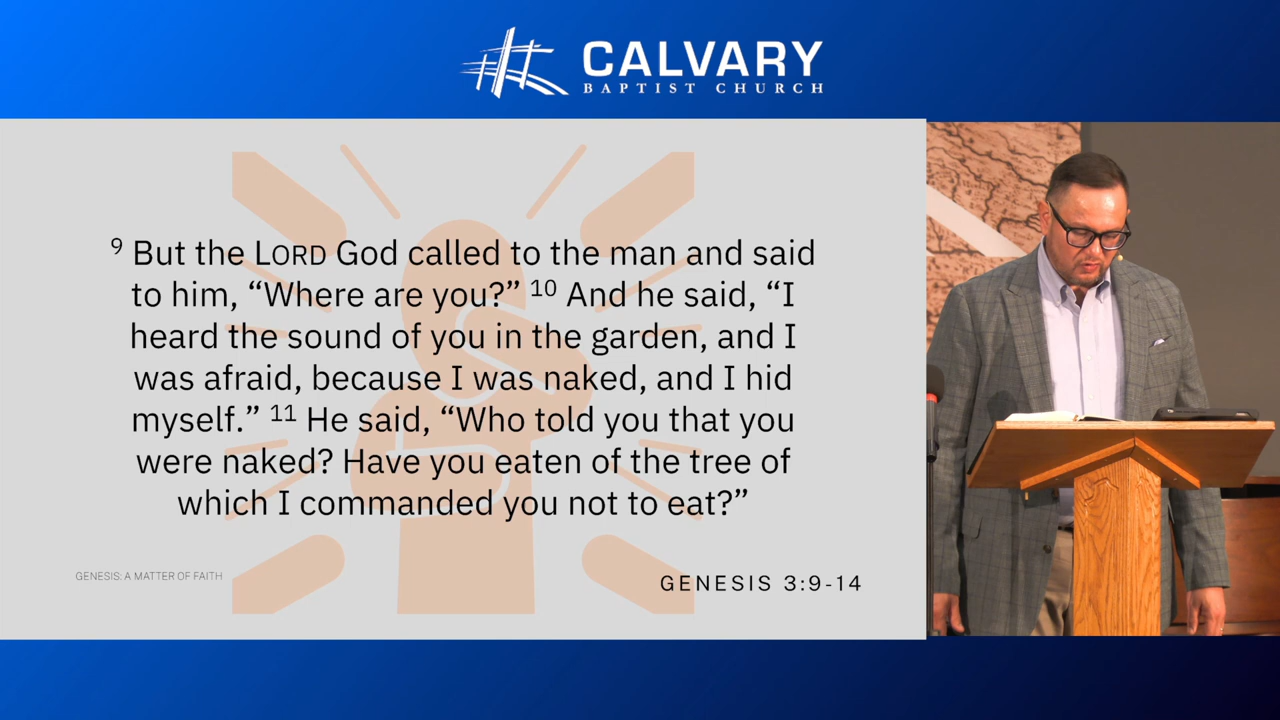 CALVARY
BAPTIST CHURCH
9 But the LORD God called to the man and said
to him, “Where are you?” 10 And he said, “I
heard the sound of you in the garden, and I
was afraid, because I was naked, and I hid
myself.” 11 He said, “Who told you that you
were naked? Have you eaten of the tree of
which I commanded you not to eat?”
GENESIS: A MATTER OF FAITH
GENESIS 3:9-14